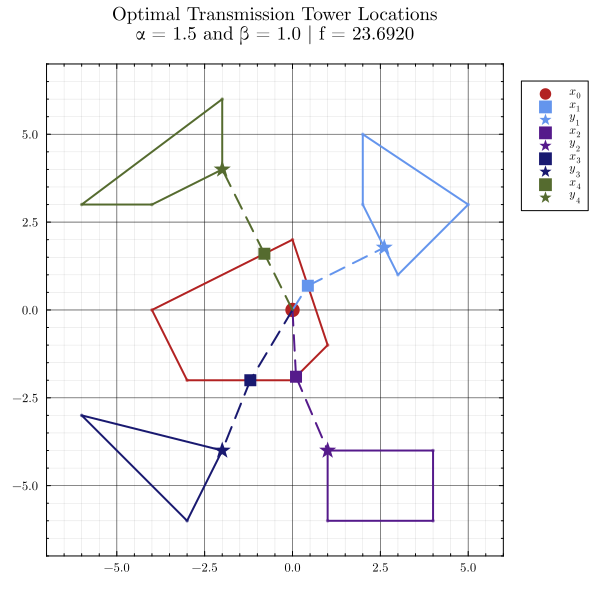 Optimal Transmission Tower Locations
α = 1.5 and β = 1.0 | f = 23.6920
x₀
x₁
y₁
x₂
y₂
x₃
y₃
x₄
y₄
5.0
2.5
0.0
−2.5
−5.0
−5.0 −2.5 0.0 2.5 5.0